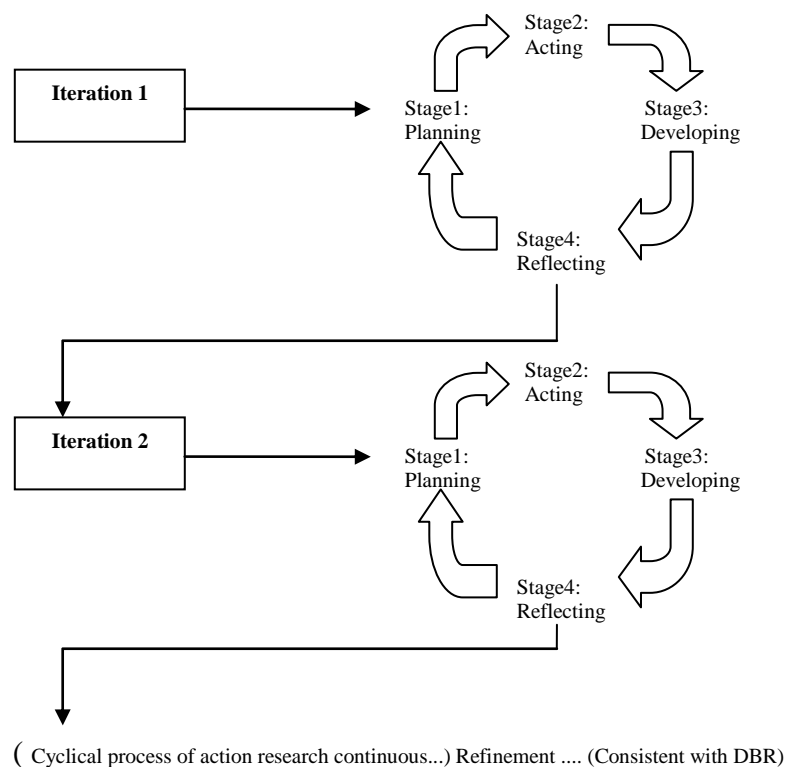 Iteration 1
Stage2:
Acting
Stage1:
Planning
Stage3:
Developing
Stage4:
Reflecting
Iteration 2
Stage2:
Acting
Stage1:
Planning
Stage3:
Developing
Stage4:
Reflecting
( Cyclical process of action research continuous...) Refinement .... (Consistent with DBR)